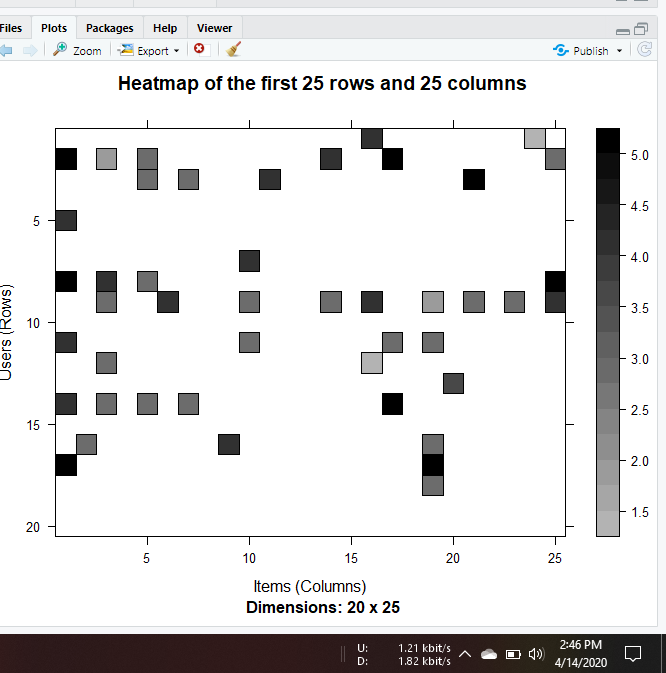 Files Plots Packages Help Viewer
Zoom Export Publish
Heatmap of the first 25 rows and 25 columns
5
10
15
20
Users (Rows)
5 10 15 20 25
Items (Columns)
Dimensions: 20 x 25
5.0
4.5
4.0
3.5
3.0
2.5
2.0
1.5
U: 1.21 kbit/s
D: 1.82 kbit/s
2:46 PM
4/14/2020